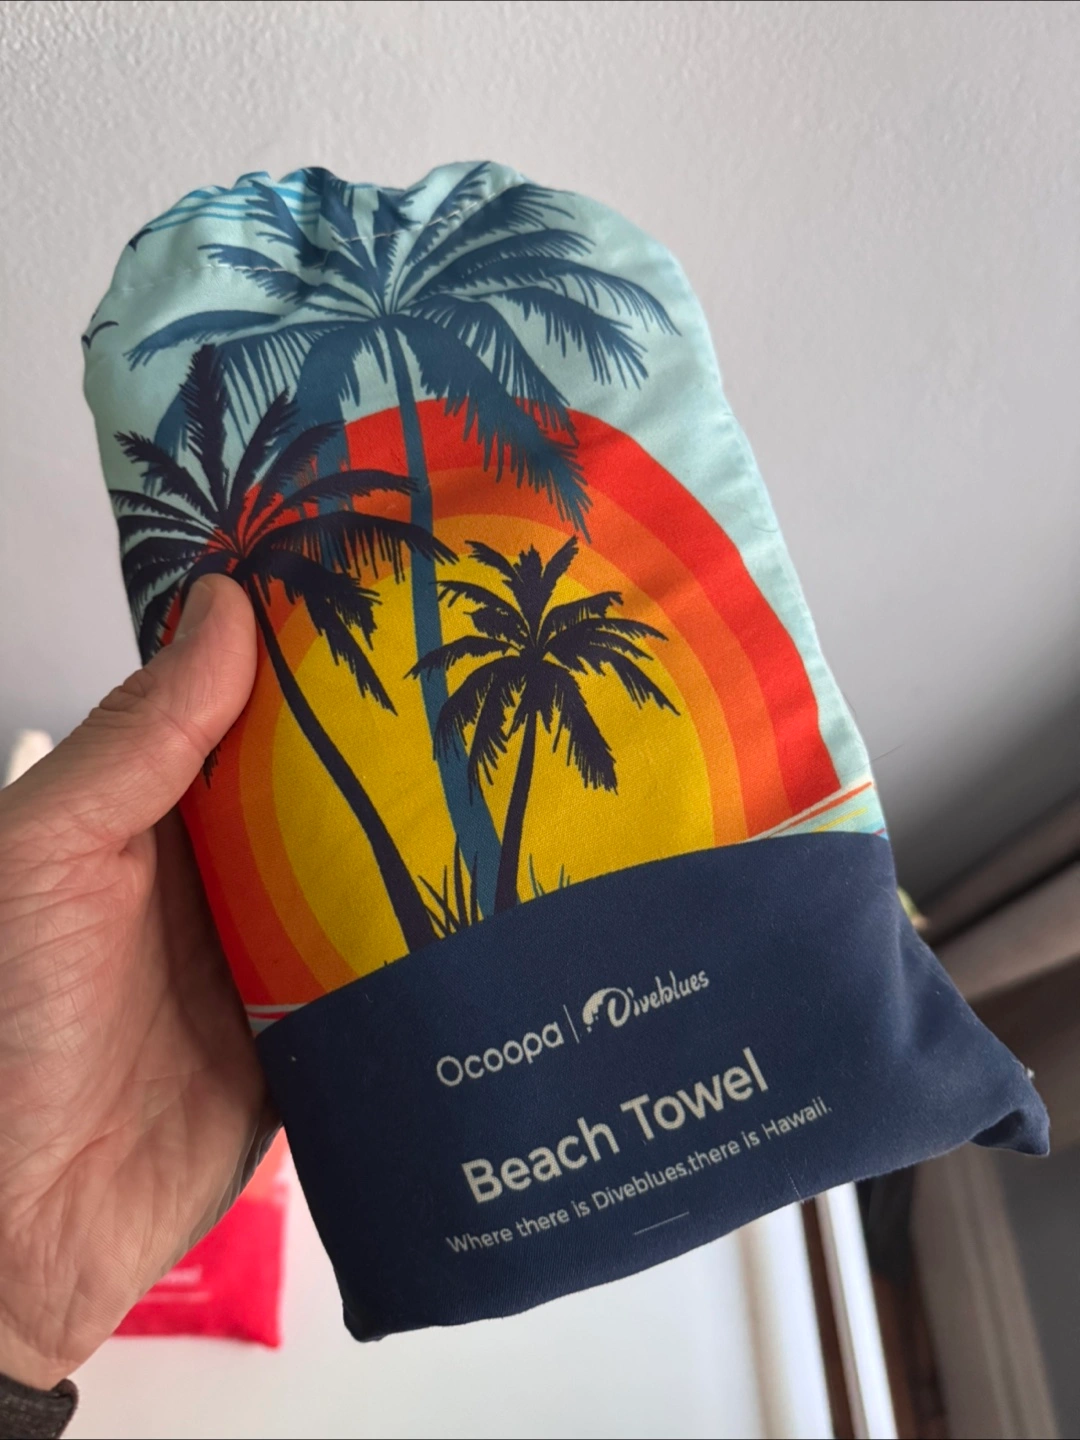 Ocoopa | Diveblues
Beach Towel
Where there is Diveblues,there is Hawaii.